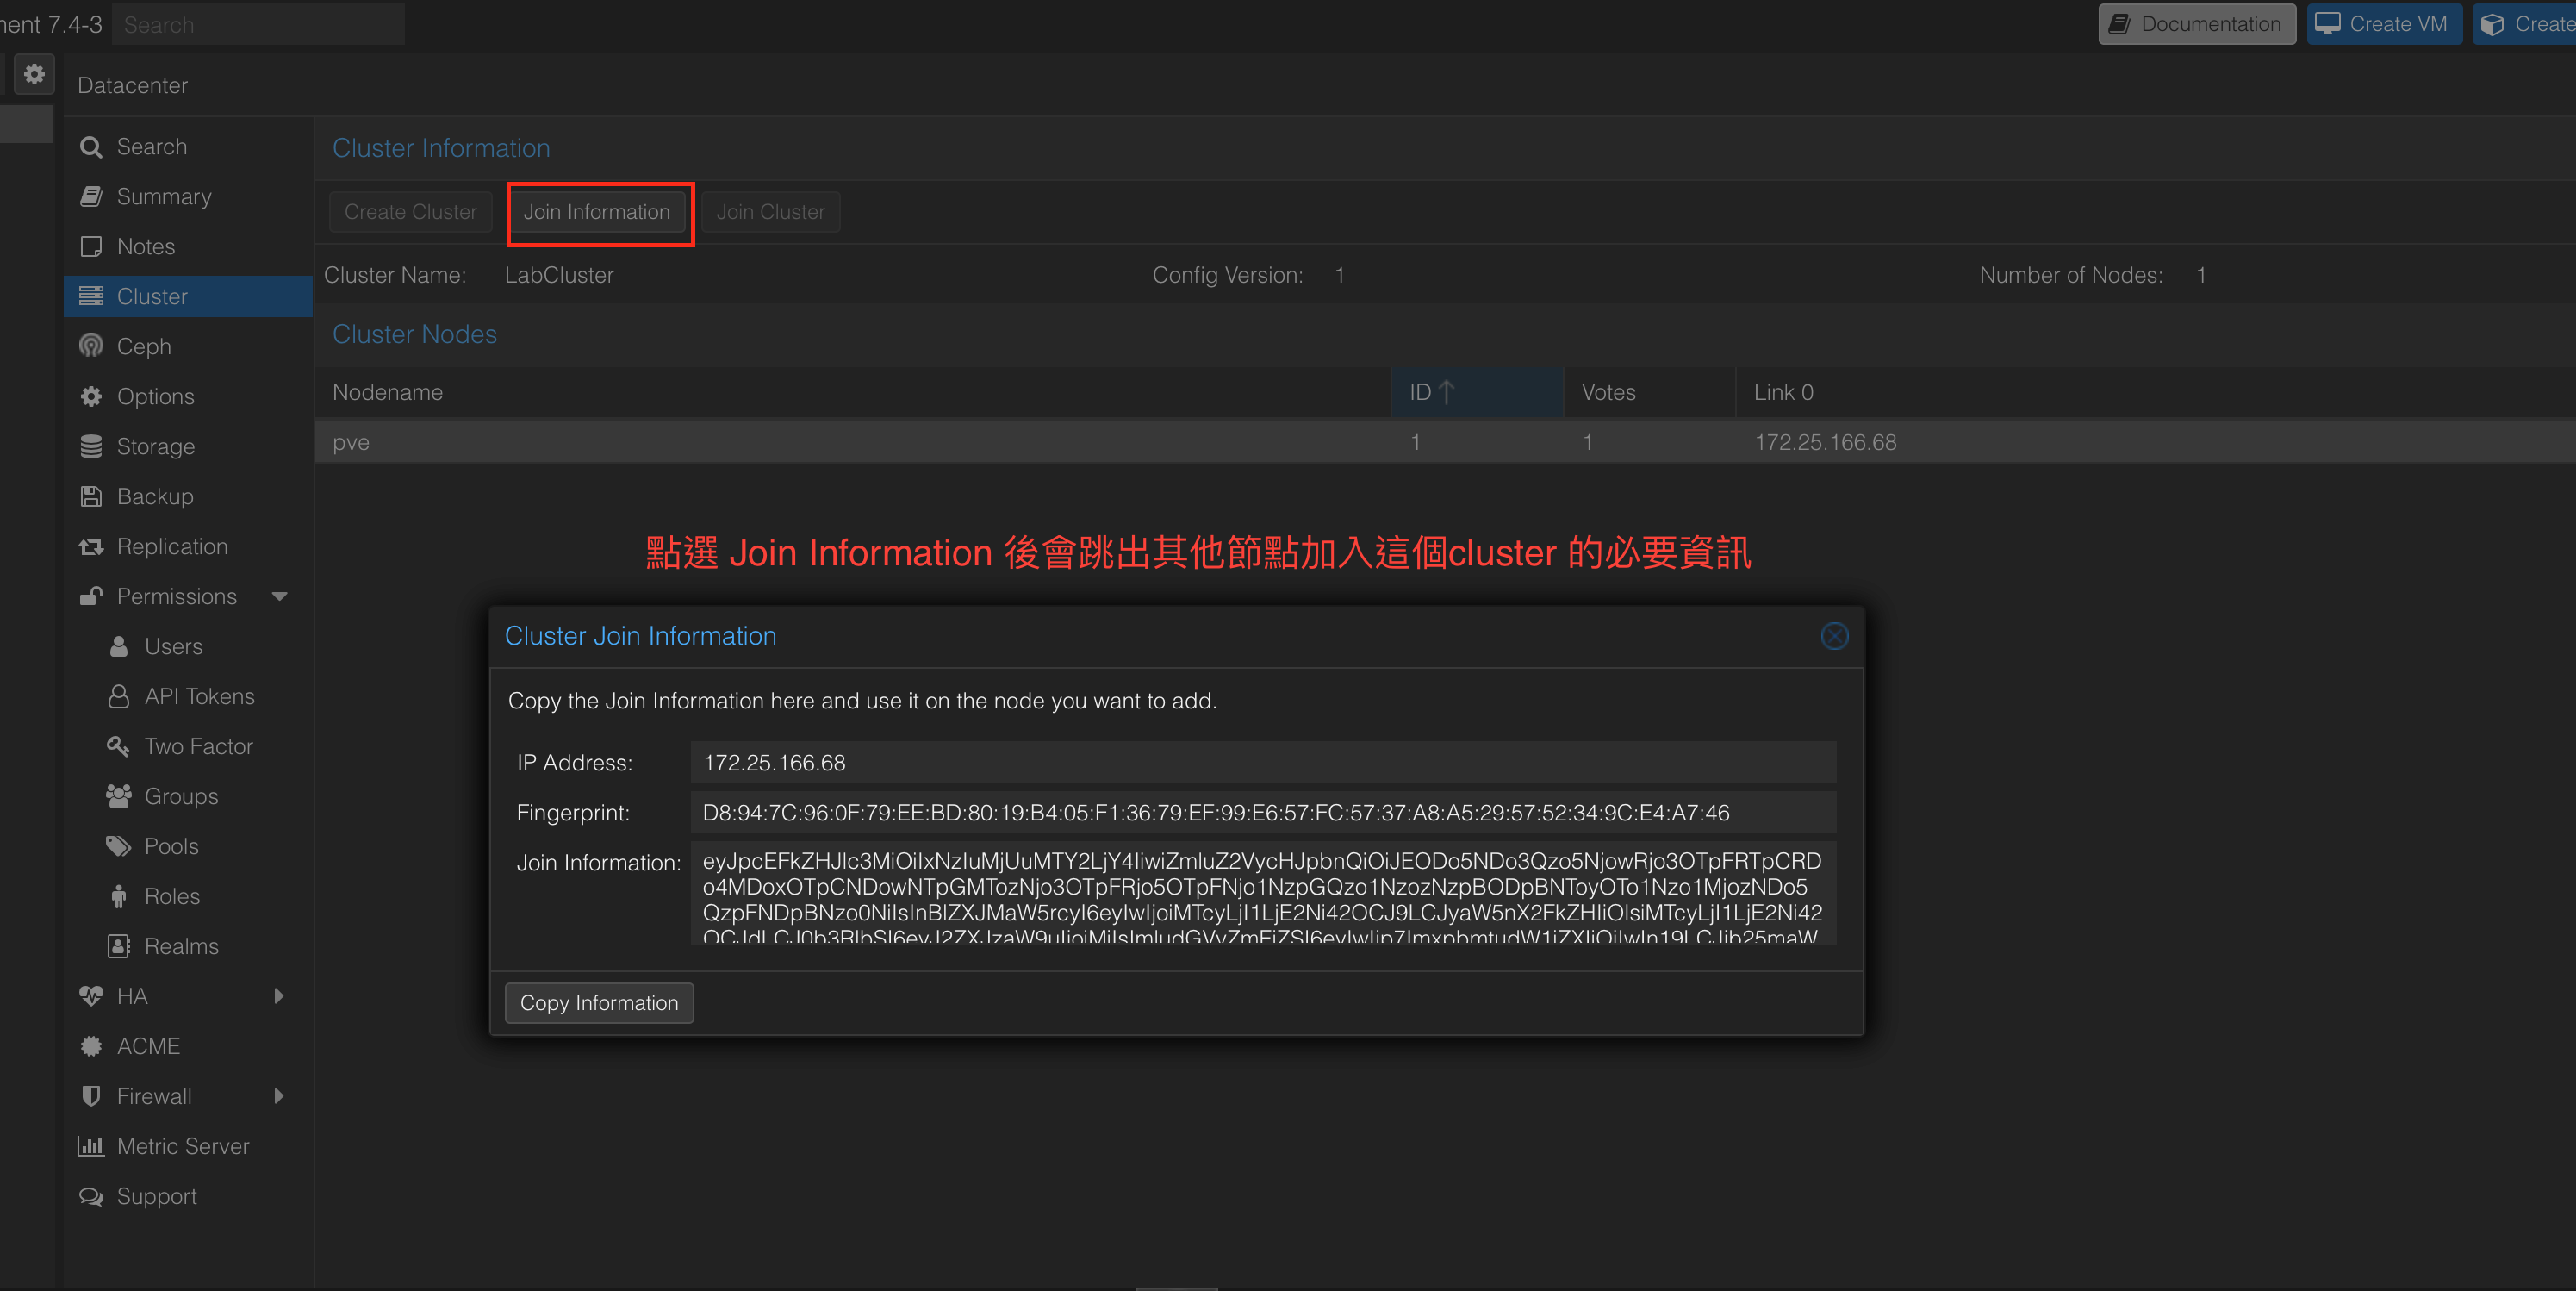 ment 7.4-3
Search
Documentation
Create VM
Create
Datacenter
Search
Summary
Notes
Cluster
Ceph
Options
Storage
Backup
Replication
Permissions
Users
API Tokens
Two Factor
Groups
Pools
Roles
Realms
HA
ACME
Firewall
Metric Server
Support
Cluster Information
Create Cluster
Join Information
Join Cluster
Cluster Name: LabCluster
Config Version: 1
Number of Nodes: 1
Cluster Nodes
Nodename ID Votes Link 0
pve 1 1 172.25.166.68
點選 Join Information 後會跳出其他節點加入這個cluster 的必要資訊
Cluster Join Information
Copy the Join Information here and use it on the node you want to add.
IP Address: 172.25.166.68
Fingerprint: D8:94:7C:96:0F:79:EE:BD:80:19:B4:05:F1:36:79:EF:99:E6:57:FC:57:37:A8:A5:29:57:52:34:9C:E4:A7:46
Join Information: eyJpcEFkZHJlc3MiOiIxNzIuMjUuMTY2LjY4IiwiZmluZ2VycHJpbnQiOiJEODo5NDo3Qzo5NjowRjo3OTpFRTpCRD
o4MDoxOTpCNDowNTpGMTozNjo3OTpFRjo5OTpFNjo1NzpGQzo1NzozNzpBODpBNToyOTo1Nzo1MjozNDo5
QzpFNDpBNzo0NiIsInBlZXJMaW5rcyI6eyIwIjoiMTcyLjI1LjE2Ni42OCJ9LCJyaW5nX2FkZHIiOlsiMTcyLjI1LjE2Ni42
Copy Information